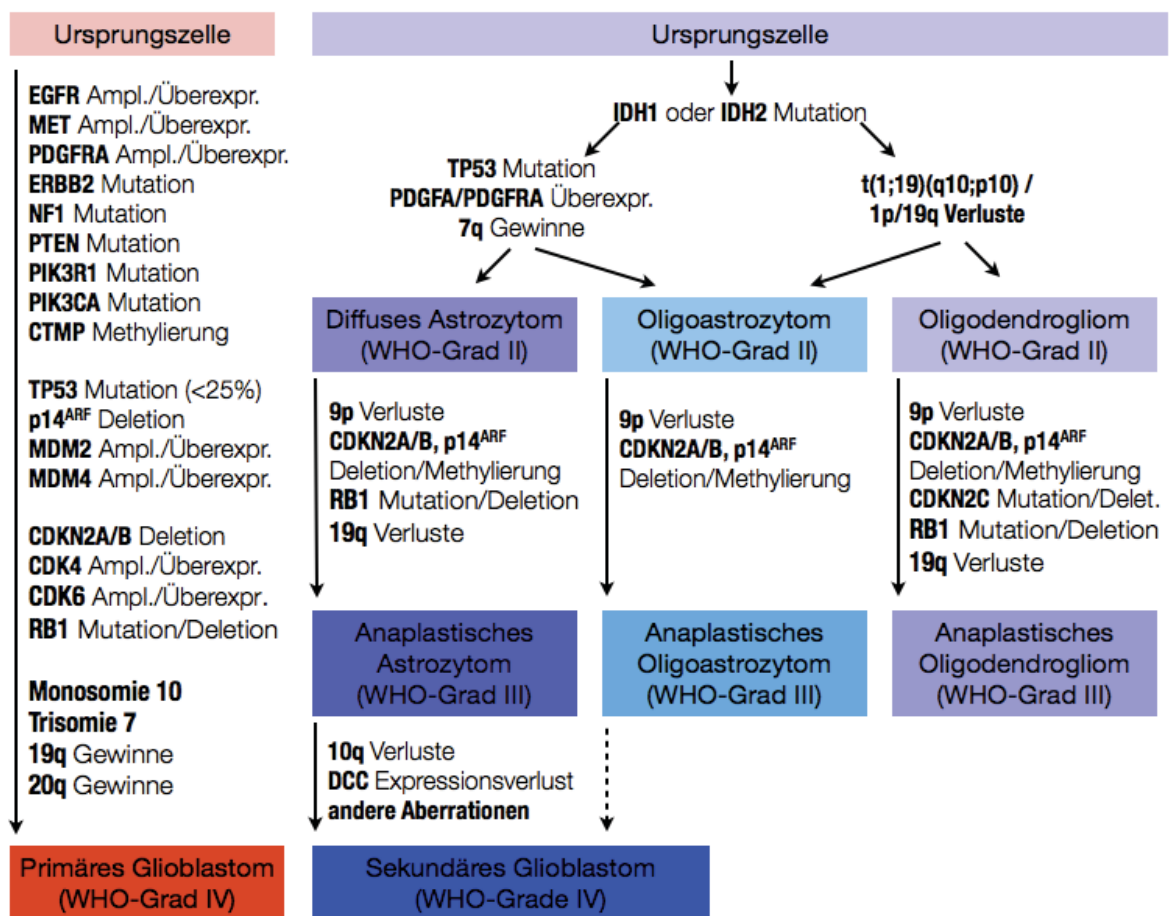 Ursprungszelle
EGFR Ampl./Überexpr.
MET Ampl./Überexpr.
PDGFRA Ampl./Überexpr.
ERBB2 Mutation
NF1 Mutation
PTEN Mutation
PIK3R1 Mutation
PIK3CA Mutation
CTMP Methylierung
TP53 Mutation (<25%)
p14ARF Deletion
MDM2 Ampl./Überexpr.
MDM4 Ampl./Überexpr.
CDKN2A/B Deletion
CDK4 Ampl./Überexpr.
CDK6 Ampl./Überexpr.
RB1 Mutation/Deletion
Monosomie 10
Trisomie 7
19q Gewinne
20q Gewinne
Primäres Glioblastom
(WHO-Grad IV)
Ursprungszelle
IDH1 oder IDH2 Mutation
TP53 Mutation
PDGFA/PDGFRA Überexpr.
7q Gewinne
t(1;19)(q10;p10) /
1p/19q Verluste
Diffuses Astrozytom
(WHO-Grad II)
Oligoastrozytom
(WHO-Grad II)
Oligodendrogliom
(WHO-Grad II)
9p Verluste
CDKN2A/B, p14ARF
Deletion/Methylierung
RB1 Mutation/Deletion
19q Verluste
9p Verluste
CDKN2A/B, p14ARF
Deletion/Methylierung
9p Verluste
CDKN2A/B, p14ARF
Deletion/Methylierung
CDKN2C Mutation/Delet.
RB1 Mutation/Deletion
19q Verluste
Anaplastisches
Astrozytom
(WHO-Grad III)
Anaplastisches
Oligoastrozytom
(WHO-Grad III)
Anaplastisches
Oligodendrogliom
(WHO-Grad III)
10q Verluste
DCC Expressionsverlust
andere Aberrationen
Sekundäres Glioblastom
(WHO-Grade IV)